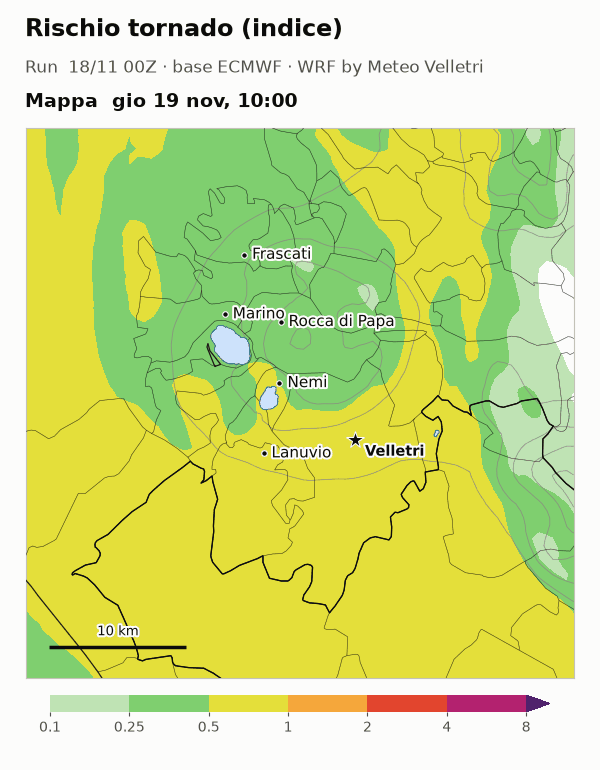 Rischio tornado (indice)
Run  18/11 00Z · base ECMWF · WRF by Meteo Velletri
Mappa  gio 19 nov, 10:00
Frascati
Marino
Rocca di Papa
Nemi
Velletri
Lanuvio
10 km
0.1 0.25 0.5 1 2 4 8